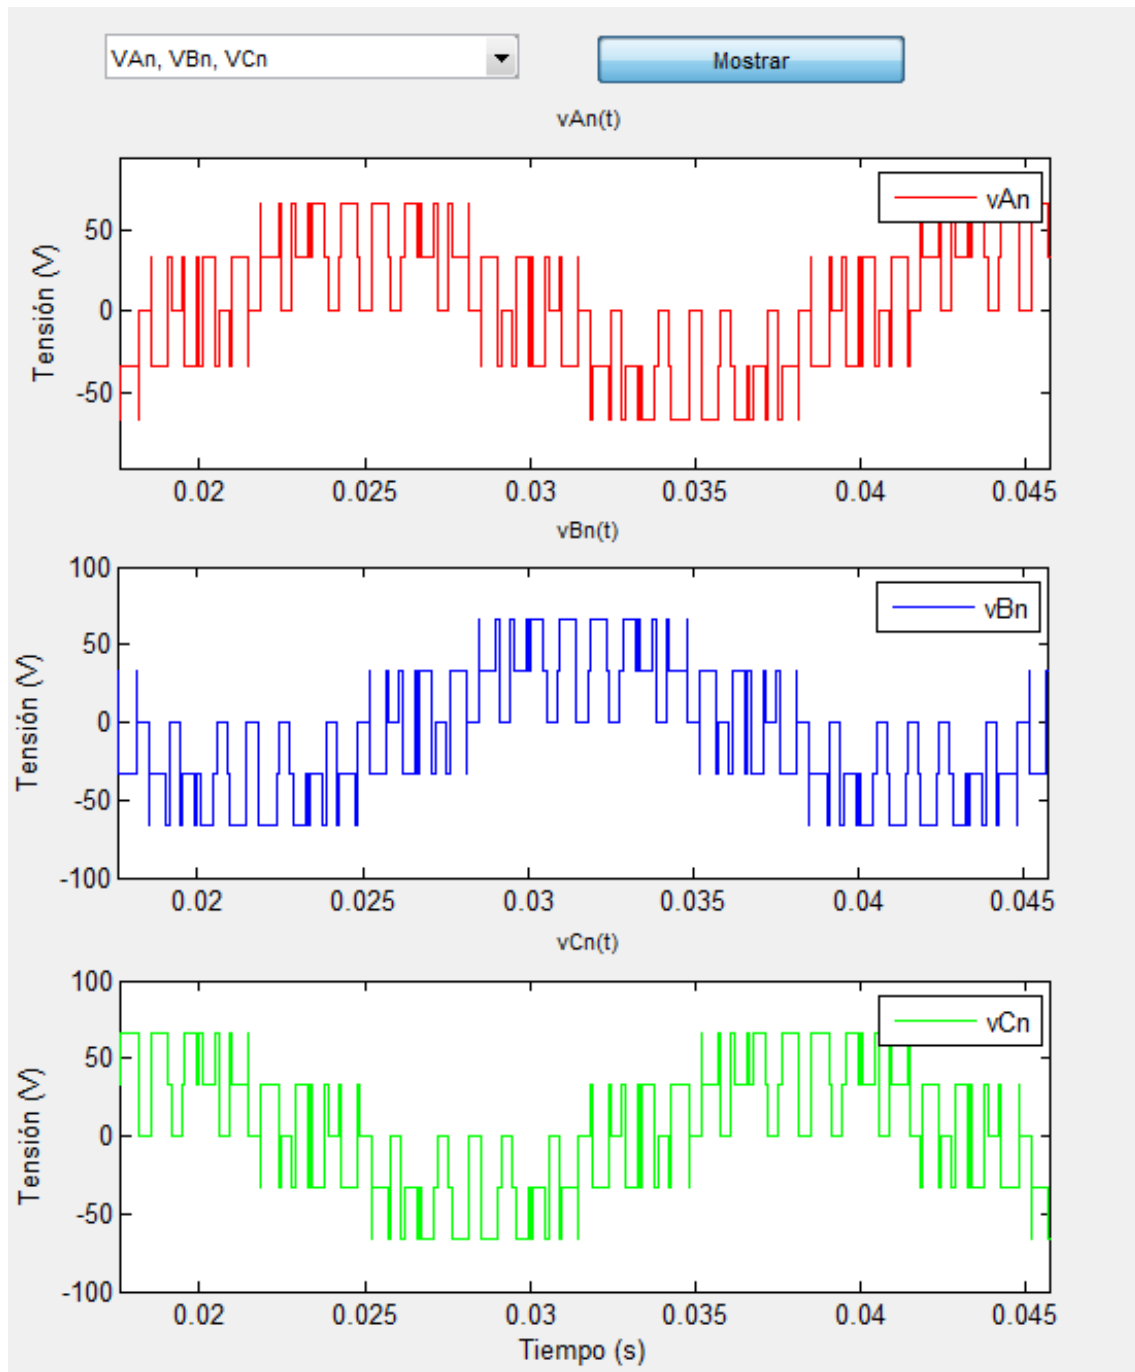 VAn, VBn, VCn
Mostrar
vAn(t)
vAn
50
0
-50
Tensión (V)
0.02 0.025 0.03 0.035 0.04 0.045
vBn(t)
vBn
100
50
0
-50
-100
Tensión (V)
0.02 0.025 0.03 0.035 0.04 0.045
vCn(t)
vCn
100
50
0
-50
-100
Tensión (V)
0.02 0.025 0.03 0.035 0.04 0.045
Tiempo (s)